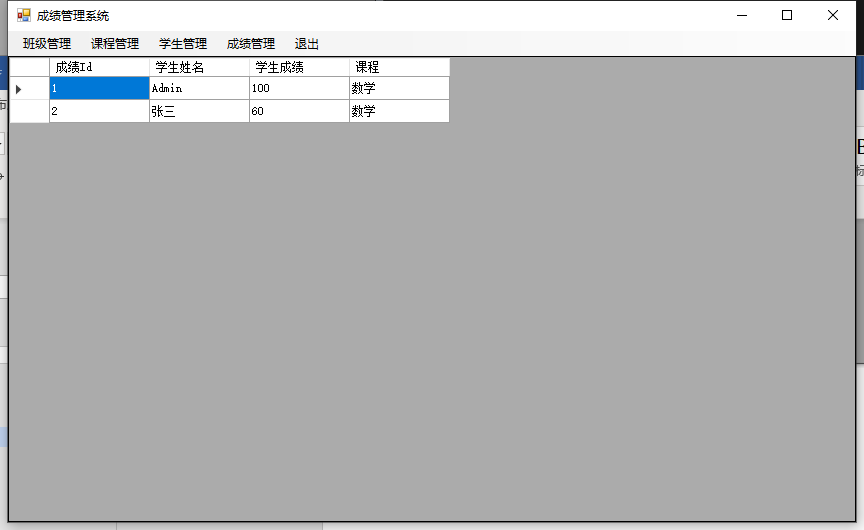 成绩管理系统
班级管理 课程管理 学生管理 成绩管理 退出
成绩Id 学生姓名 学生成绩 课程
1 Admin 100 数学
2 张三 60 数学